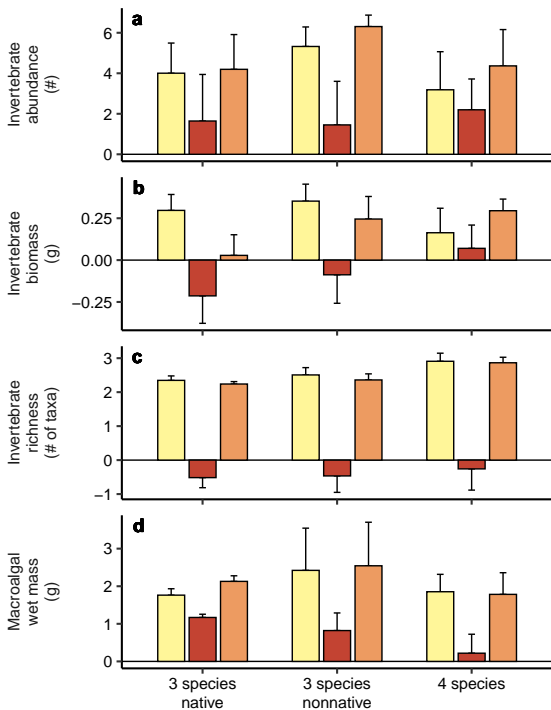 a
Invertebrate
abundance
(#)
6
4
2
0
b
Invertebrate
biomass
(g)
0.25
0.00
−0.25
c
Invertebrate
richness
(# of taxa)
3
2
1
0
−1
d
Macroalgal
wet mass
(g)
3
2
1
0
3 species
native
3 species
nonnative
4 species